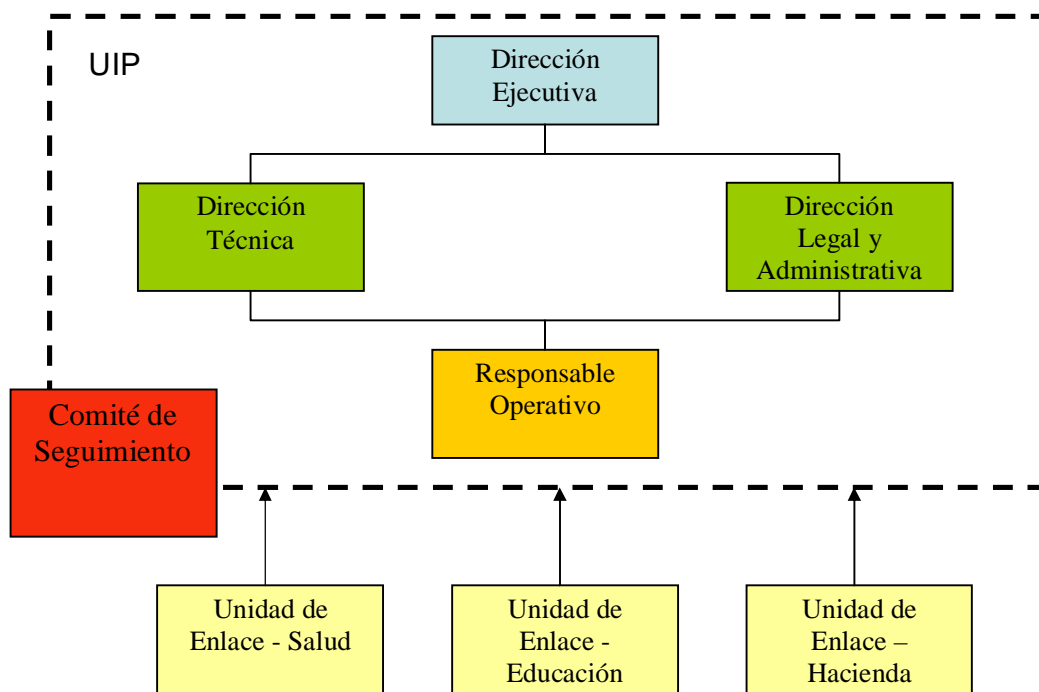 UIP
Dirección
Ejecutiva
Dirección
Técnica
Dirección
Legal y
Administrativa
Responsable
Operativo
Comité de
Seguimiento
Unidad de
Enlace - Salud
Unidad de
Enlace -
Educación
Unidad de
Enlace –
Hacienda